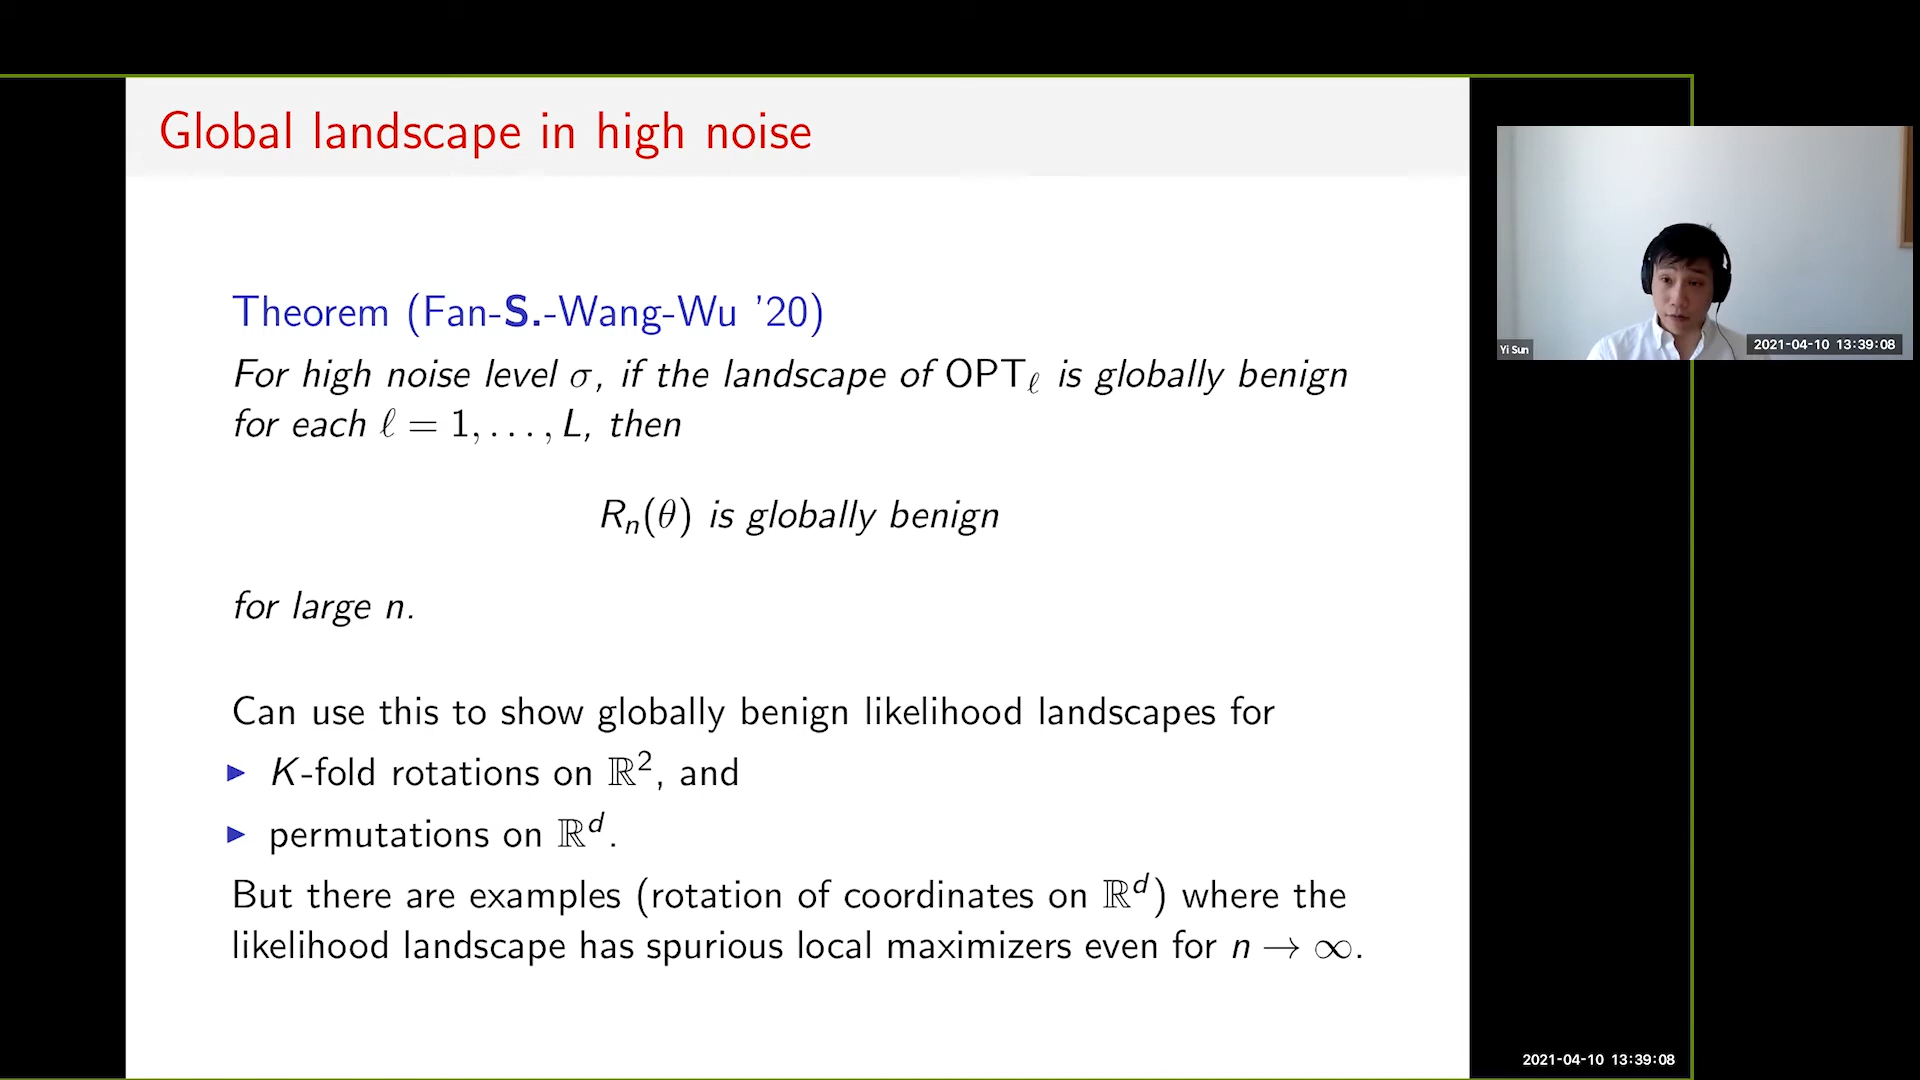 Global landscape in high noise
Theorem (Fan-S.-Wang-Wu ’20)
For high noise level σ, if the landscape of OPTℓ is globally benign
for each ℓ = 1, . . . , L, then
Rₙ(θ) is globally benign
for large n.
Can use this to show globally benign likelihood landscapes for
▶ K-fold rotations on ℝ², and
▶ permutations on ℝᵈ.
But there are examples (rotation of coordinates on ℝᵈ) where the
likelihood landscape has spurious local maximizers even for n → ∞.
Yi Sun
2021-04-10 13:39:08
2021-04-10 13:39:08